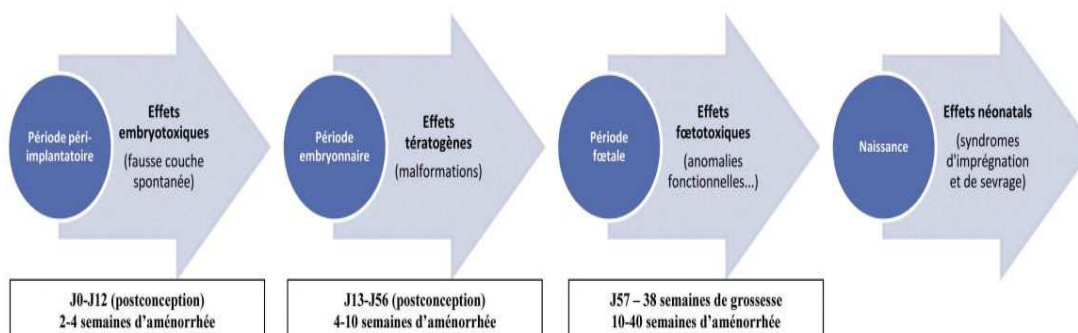 Période péri-
implantatoire
Effets
embryotoxiques
(fausse couche
spontanée)
Période
embryonnaire
Effets
tératogènes
(malformations)
Période
fœtale
Effets
fœtotoxiques
(anomalies
fonctionnelles...)
Naissance
Effets néonatals
(syndromes
d'imprégnation
et de sevrage)
J0-J12 (postconception)
2-4 semaines d'aménorrhée
J13-J56 (postconception)
4-10 semaines d'aménorrhée
J57 – 38 semaines de grossesse
10-40 semaines d'aménorrhée